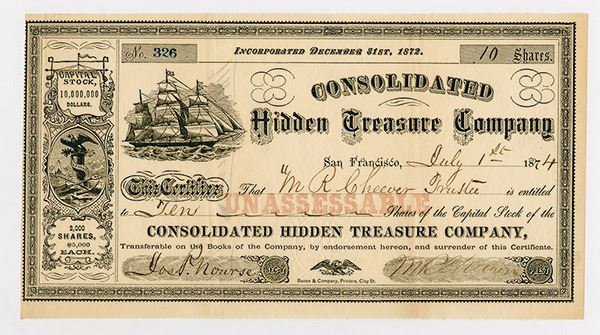 No. 326
INCORPORATED DECEMBER 31ST, 1872.
10 Shares.
CAPITAL
STOCK,
10,000,000
DOLLARS.
CONSOLIDATED
Hidden Treasure Company
San Francisco, July 1st 1874
This Certifies That M R Cheever Trustee is entitled
to Ten Shares of the Capital Stock of the
UNASSESSABLE
CONSOLIDATED HIDDEN TREASURE COMPANY,
Transferable on the Books of the Company, by endorsement hereon, and surrender of this Certificate.
2,000
SHARES,
$5,000
EACH.
Jos. P. Nourse SECY
PREST
Bacon & Company, Printers, Clay St.